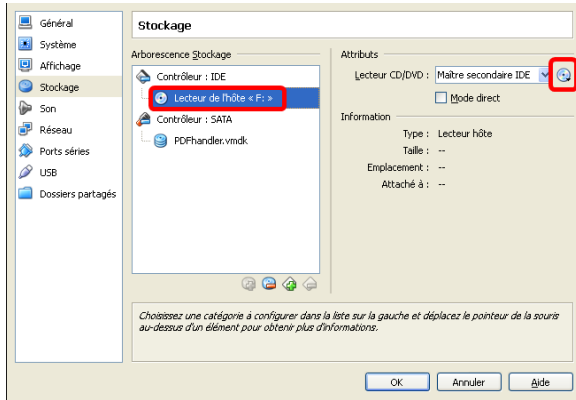 Général
Système
Affichage
Stockage
Son
Réseau
Ports séries
USB
Dossiers partagés
Stockage
Arborescence Stockage
Contrôleur : IDE
Lecteur de l'hôte « F: »
Contrôleur : SATA
PDFhandler.vmdk
Attributs
Lecteur CD/DVD : Maître secondaire IDE
Mode direct
Information
Type : Lecteur hôte
Taille : --
Emplacement : --
Attaché à : --
Choisissez une catégorie à configurer dans la liste sur la gauche et déplacez le pointeur de la souris
au-dessus d'un élément pour obtenir plus d'informations.
OK Annuler Aide